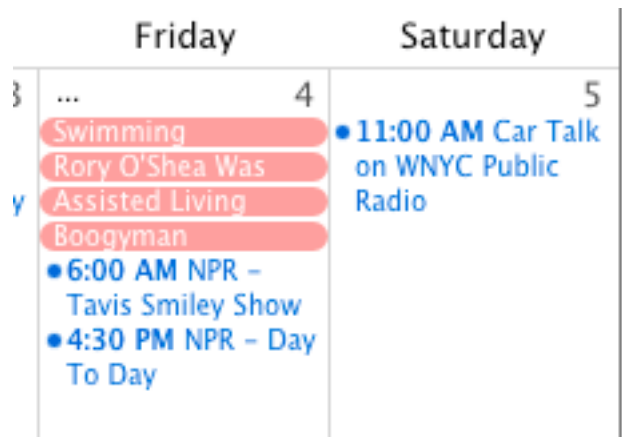 Friday
Saturday
3
...
4
5
Swimming
Rory O'Shea Was
Assisted Living
Boogyman
•6:00 AM NPR –
Tavis Smiley Show
•4:30 PM NPR – Day
To Day
•11:00 AM Car Talk
on WNYC Public
Radio
y